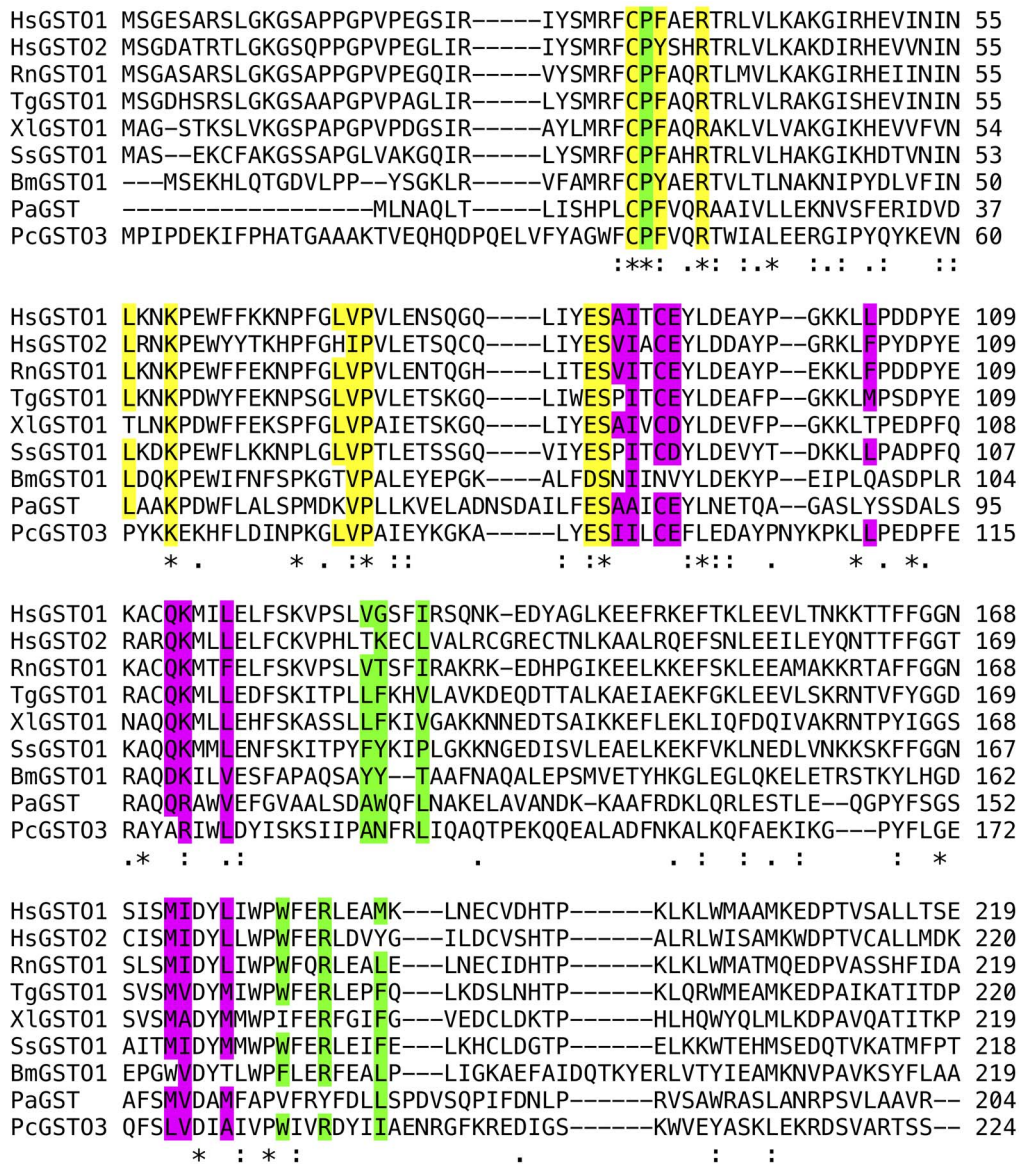 HsGSTO1 MSGESARSLGKGSAPPGPVPEGSIR-----IYSMRFCPFAERTRLVLKAKGIRHEVININ 55
HsGSTO2 MSGDATRTLGKGSQPPGPVPEGLIR-----IYSMRFCPYSHRTRLVLKAKDIRHEVVNIN 55
RnGSTO1 MSGASARSLGKGSAPPGPVPEGQIR-----VYSMRFCPFAQRTLMVLKAKGIRHEIININ 55
TgGSTO1 MSGDHSRSLGKGSAAPGPVPAGLIR-----LYSMRFCPFAQRTRLVLRAKGISHEVININ 55
XlGSTO1 MAG-STKSLVKGSPAPGPVPDGSIR-----AYLMRFCPFAQRAKLVLVAKGIKHEVVFVN 54
SsGSTO1 MAS--EKCFAKGSSAPGLVAKGQIR-----LYSMRFCPFAHRTRLVLHAKGIKHDTVNIN 53
BmGSTO1 ---MSEKHLQTGDVLPP--YSGKLR-----VFAMRFCPYAERTVLTLNAKNIPYDLVFIN 50
PaGST ------------------MLNAQLT-----LISHPLCPFVQRAAIVLLEKNVSFERIDVD 37
PcGSTO3 MPIPDEKIFPHATGAAAKTVEQHQDPQELVFYAGWFCPFVQRTWIALEERGIPYQYKEVN 60
:**: .*: :.* :.: .: ::
HsGSTO1 LKNKPEWFFKKNPFGLVPVLENSQGQ-----LIYESAITCEYLDEAYP--GKKLLPDDPYE 109
HsGSTO2 LRNKPEWYYTKHPFGHIPVLETSQCQ-----LIYESVIACEYLDDAYP--GRKLFPYDPYE 109
RnGSTO1 LKNKPEWFFEKNPFGLVPVLENTQGH-----LITESVITCEYLDEAYP--EKKLFPDDPYE 109
TgGSTO1 LKNKPDWYFEKNPSGLVPVLETSKGQ-----LIWESPITCEYLDEAFP--GKKLMPSDPYE 109
XlGSTO1 TLNKPDWFFEKSPFGLVPAIETSKGQ-----LIYESAIVCDYLDEVFP--GKKLTPEDPFQ 108
SsGSTO1 LKDKPDWFLKKNPLGLVPTLETSSGQ-----VIYESPITCDYLDEVYT--DKKLLPADPFQ 107
BmGSTO1 LDQKPEWIFNFSPKGTVPALEYEPGK-----ALFDSNIINVYLDEKYP--EIPLQASDPLR 104
PaGST LAAKPDWFLALSPMDKVPLLKVELADNSDAILFESAAICEYLNETQA--GASLYSSDALS 95
PcGSTO3 PYKKEKHFLDINPKGLVPAIEYKGKA-----LYESIILCEFLEDAYPNYKPKLLPEDPFE 115
* . * . :* :: : :* :*:: . * . *.
HsGSTO1 KACQKMILELFSKVPSLVGSFIRSQNK-EDYAGLKEEFRKEFTKLEEVLTNKKTTFFGGN 168
HsGSTO2 RARQKMLLELFCKVPHLTKECLVALRCGRECTNLKAALRQEFSNLEEILEYQNTTFFGGT 169
RnGSTO1 KACQKMTFELFSKVPSLVTSFIRAKRK-EDHPGIKEELKKEFSKLEEAMAKKRTAFFGGN 168
TgGSTO1 RACQKMLLEDFSKITPLLFKHVLAVKDEQDTTALKAEIAEKFGKLEEVLSKRNTVFYGGD 169
XlGSTO1 NAQQKMLLEHFSKASSLLFKIVGAKKNNEDTSAIKKEFLEKLIQFDQIVAKRNTPYIGGS 168
SsGSTO1 KAQQKMMLENFSKITPYFYKIPLGKKNGEDISVLEAELKEKFVKLNEDLVNKKSKFFGGN 167
BmGSTO1 RAQDKILVESFAPAQSAYY--TAAFNAQALEPSMVETYHKGLEGLQKELETRSTKYLHGD 162
PaGST RAQQRAWVEFGVAALSDAWQFLNAKELAVANDK-KAAFRDKLQRLESTLE--QGPYFSGS 152
PcGSTO3 RAYARIWLDYISKSIIPANFRLIQAQTPEKQQEALADFNKALKQFAEKIKG---PYFLGE 172
.* : .: . . : . : : *
HsGSTO1 SISMIDYLIWPWFERLEAMK---LNECVDHTP-------KLKLWMAAMKEDPTVSALLTSE 219
HsGSTO2 CISMIDYLLWPWFERLDVYG---ILDCVSHTP-------ALRLWISAMKWDPTVCALLMDK 220
RnGSTO1 SLSMIDYLIWPWFQRLEALE---LNECIDHTP-------KLKLWMATMQEDPVASSHFIDA 219
TgGSTO1 SVSMVDYMIWPWFERLEPFQ---LKDSLNHTP-------KLQRWMEAMKEDPAIKATITDP 220
XlGSTO1 SVSMADYMMWPIFERFGIFG---VEDCLDKTP-------HLHQWYQLMLKDPAVQATITKP 219
SsGSTO1 AITMIDYMMWPWFERLEIFE---LKHCLDGTP-------ELKKWTEHMSEDQTVKATMFPT 218
BmGSTO1 EPGWVDYTLWPFLERFEALP---LIGKAEFAIDQTKYERLVTYIEAMKNVPAVKSYFLAA 219
PaGST AFSMVDAMFAPVFRYFDLLSPDVSQPIFDNLP-------RVSAWRASLANRPSVLAAVR-- 204
PcGSTO3 QFSLVDIAIVPWIVRDYIIAENRGFKREDIGS-------KWVEYASKLEKRDSVARTSS-- 224
* : *: . : :